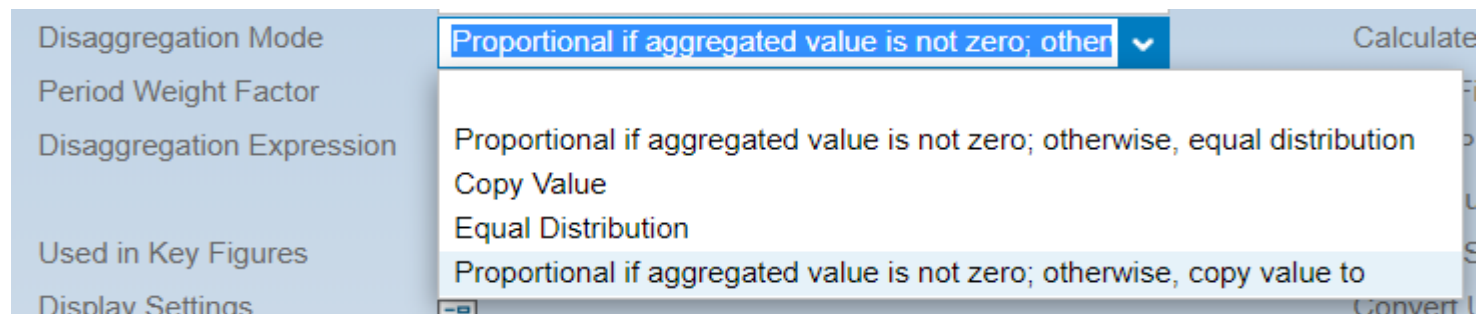 Disaggregation Mode
Proportional if aggregated value is not zero; other
Calculate
Period Weight Factor
Disaggregation Expression
Proportional if aggregated value is not zero; otherwise, equal distribution
Copy Value
Equal Distribution
Used in Key Figures
Proportional if aggregated value is not zero; otherwise, copy value to
Display Settings
Convert